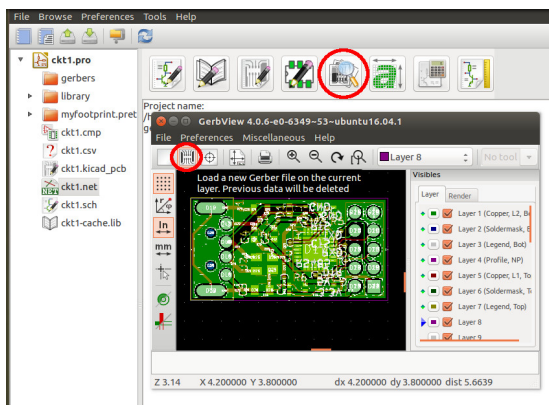 File Browse Preferences Tools Help
ckt1.pro
gerbers
library
myfootprint.pret
ckt1.cmp
ckt1.csv
ckt1.kicad_pcb
ckt1.net
ckt1.sch
ckt1-cache.lib
Project name:
GerbView 4.0.6-e0-6349~53~ubuntu16.04.1
File Preferences Miscellaneous Help
Layer 8
No tool
Load a new Gerber file on the current
layer. Previous data will be deleted
In
mm
Visibles
Layer Render
Layer 1 (Copper, L2, B
Layer 2 (Soldermask, B
Layer 3 (Legend, Bot)
Layer 4 (Profile, NP)
Layer 5 (Copper, L1, To
Layer 6 (Soldermask, T
Layer 7 (Legend, Top)
Layer 8
Layer 9
Z 3.14 X 4.200000 Y 3.800000 dx 4.200000 dy 3.800000 dist 5.6639